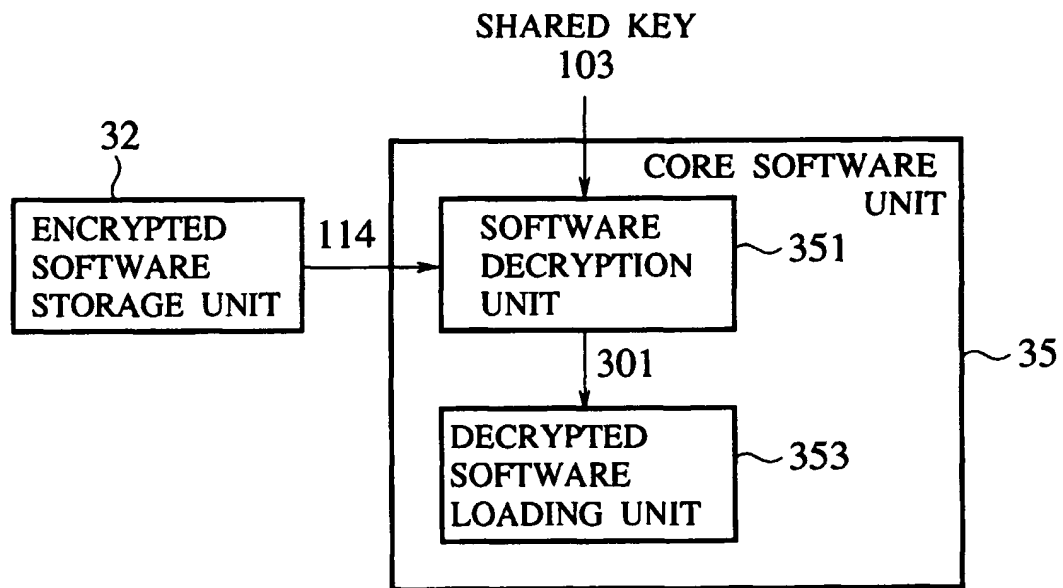 SHARED KEY
103
32
CORE SOFTWARE
UNIT
ENCRYPTED
SOFTWARE
STORAGE UNIT
114
SOFTWARE
DECRYPTION
UNIT
351
301
35
DECRYPTED
SOFTWARE
LOADING UNIT
353